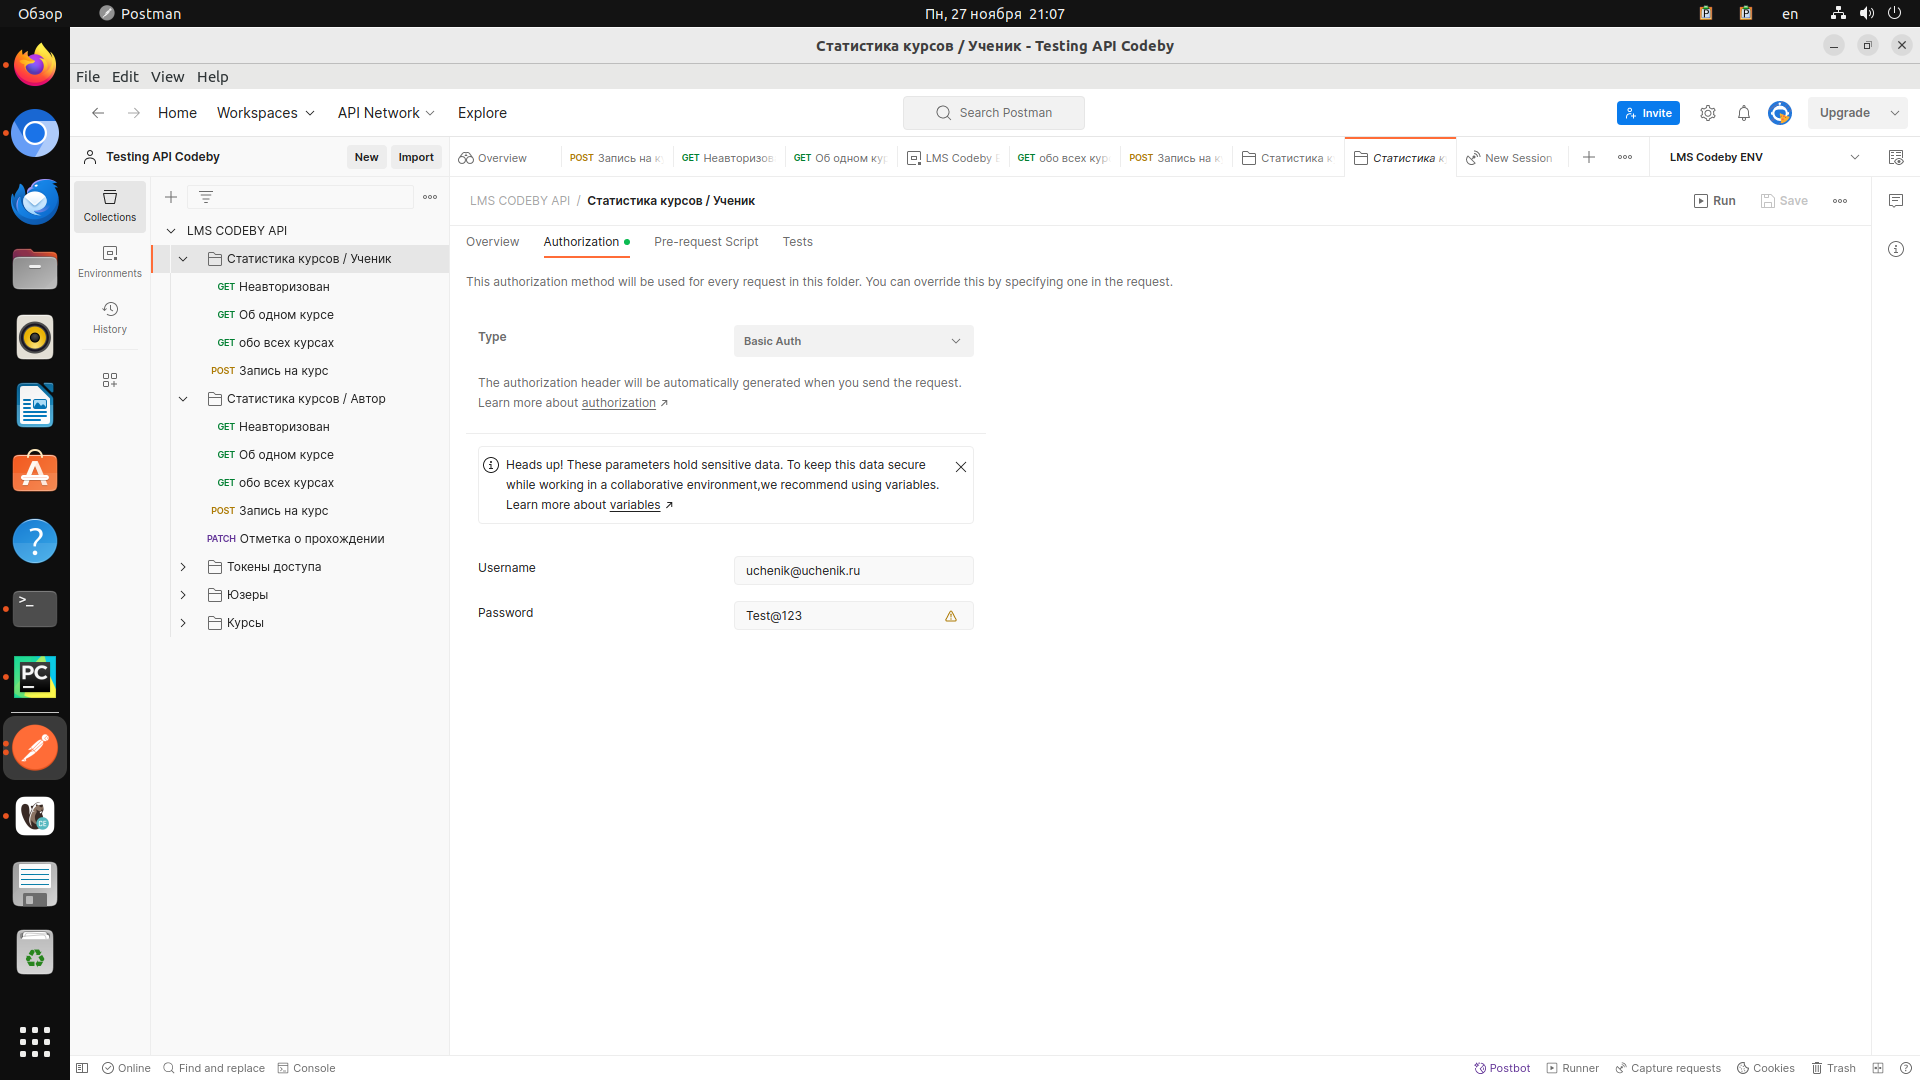 Обзор
Postman
Пн, 27 ноября 21:07
en
Статистика курсов / Ученик - Testing API Codeby
File Edit View Help
Home Workspaces API Network Explore
Search Postman
Invite
Upgrade
Testing API Codeby
New Import
Overview
POST Запись на к
GET Неавторизов
GET Об одном кур
LMS Codeby E
GET обо всех кур
POST Запись на к
Статистика к
Статистика к
New Session
LMS Codeby ENV
Collections
Environments
History
LMS CODEBY API
Статистика курсов / Ученик
GET Неавторизован
GET Об одном курсе
GET обо всех курсах
POST Запись на курс
Статистика курсов / Автор
GET Неавторизован
GET Об одном курсе
GET обо всех курсах
POST Запись на курс
PATCH Отметка о прохождении
Токены доступа
Юзеры
Курсы
LMS CODEBY API / Статистика курсов / Ученик
Run
Save
Overview Authorization Pre-request Script Tests
This authorization method will be used for every request in this folder. You can override this by specifying one in the request.
Type
Basic Auth
The authorization header will be automatically generated when you send the request.
Learn more about authorization ↗
Heads up! These parameters hold sensitive data. To keep this data secure
while working in a collaborative environment,we recommend using variables.
Learn more about variables ↗
Username
uchenik@uchenik.ru
Password
Test@123
Online
Find and replace
Console
Postbot
Runner
Capture requests
Cookies
Trash